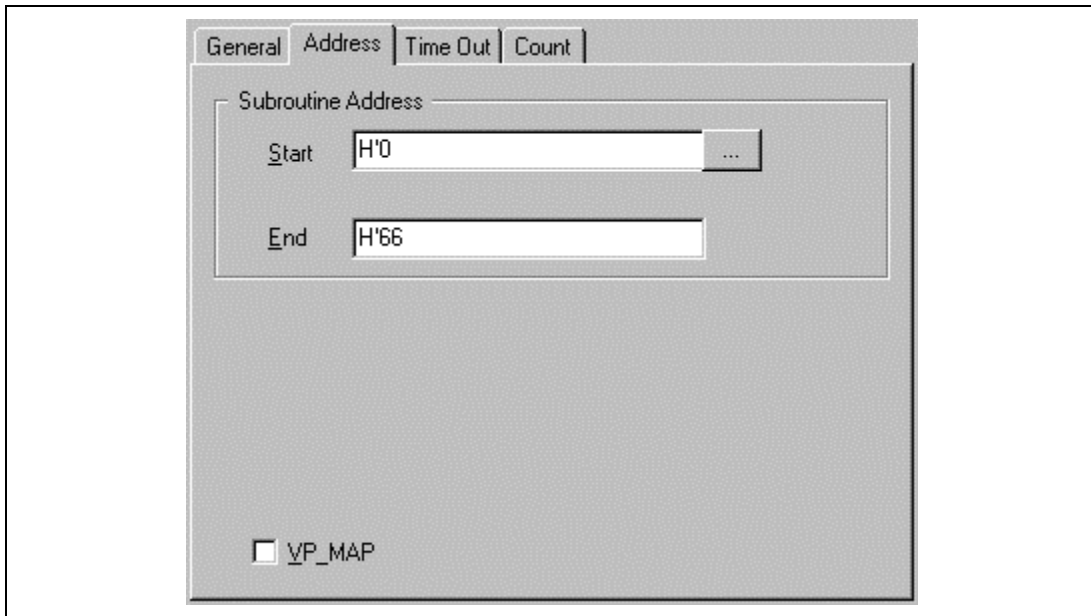 General Address Time Out Count
Subroutine Address
Start H'0 ...
End H'66
VP_MAP